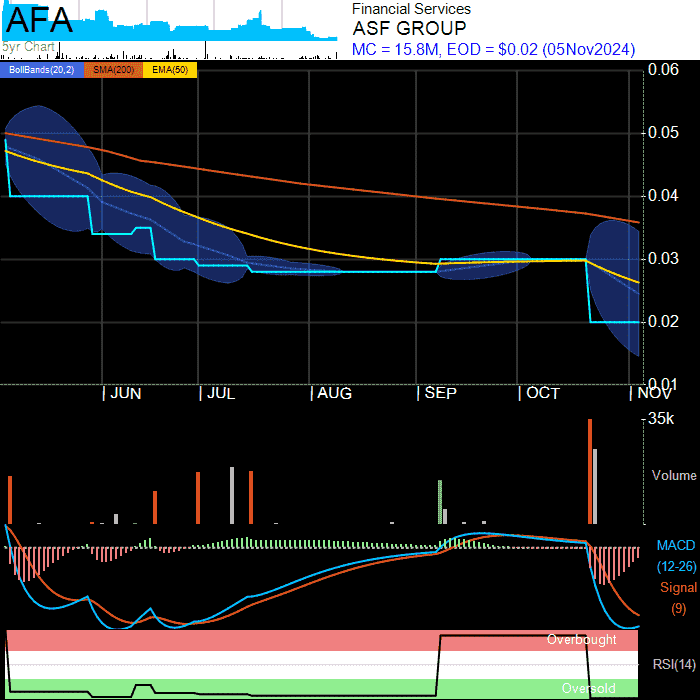 AFA
5yr Chart
Financial Services
ASF GROUP
MC = 15.8M, EOD = $0.02 (05Nov2024)
BollBands(20,2) SMA(200) EMA(50)
0.06
0.05
0.04
0.03
0.02
0.01
JUN JUL AUG SEP OCT NOV
35k
Volume
MACD
(12-26)
Signal
(9)
Overbought
RSI(14)
Oversold